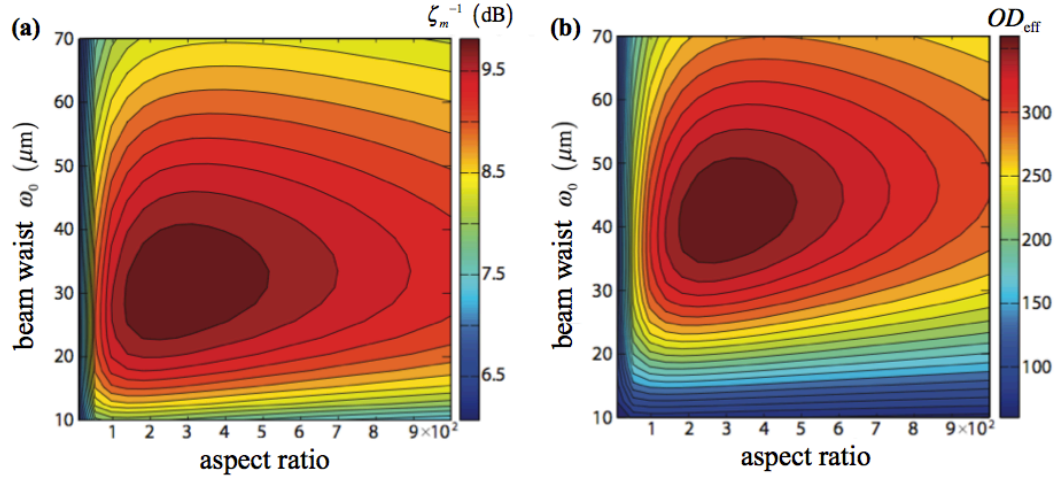 (a)
ζₘ⁻¹ (dB)
70
60
50
40
30
20
10
beam waist ω₀ (μm)
1 2 3 4 5 6 7 8 9×10²
aspect ratio
9.5
8.5
7.5
6.5
(b)
OD_eff
70
60
50
40
30
20
10
beam waist ω₀ (μm)
1 2 3 4 5 6 7 8 9×10²
aspect ratio
350
300
250
200
150
100